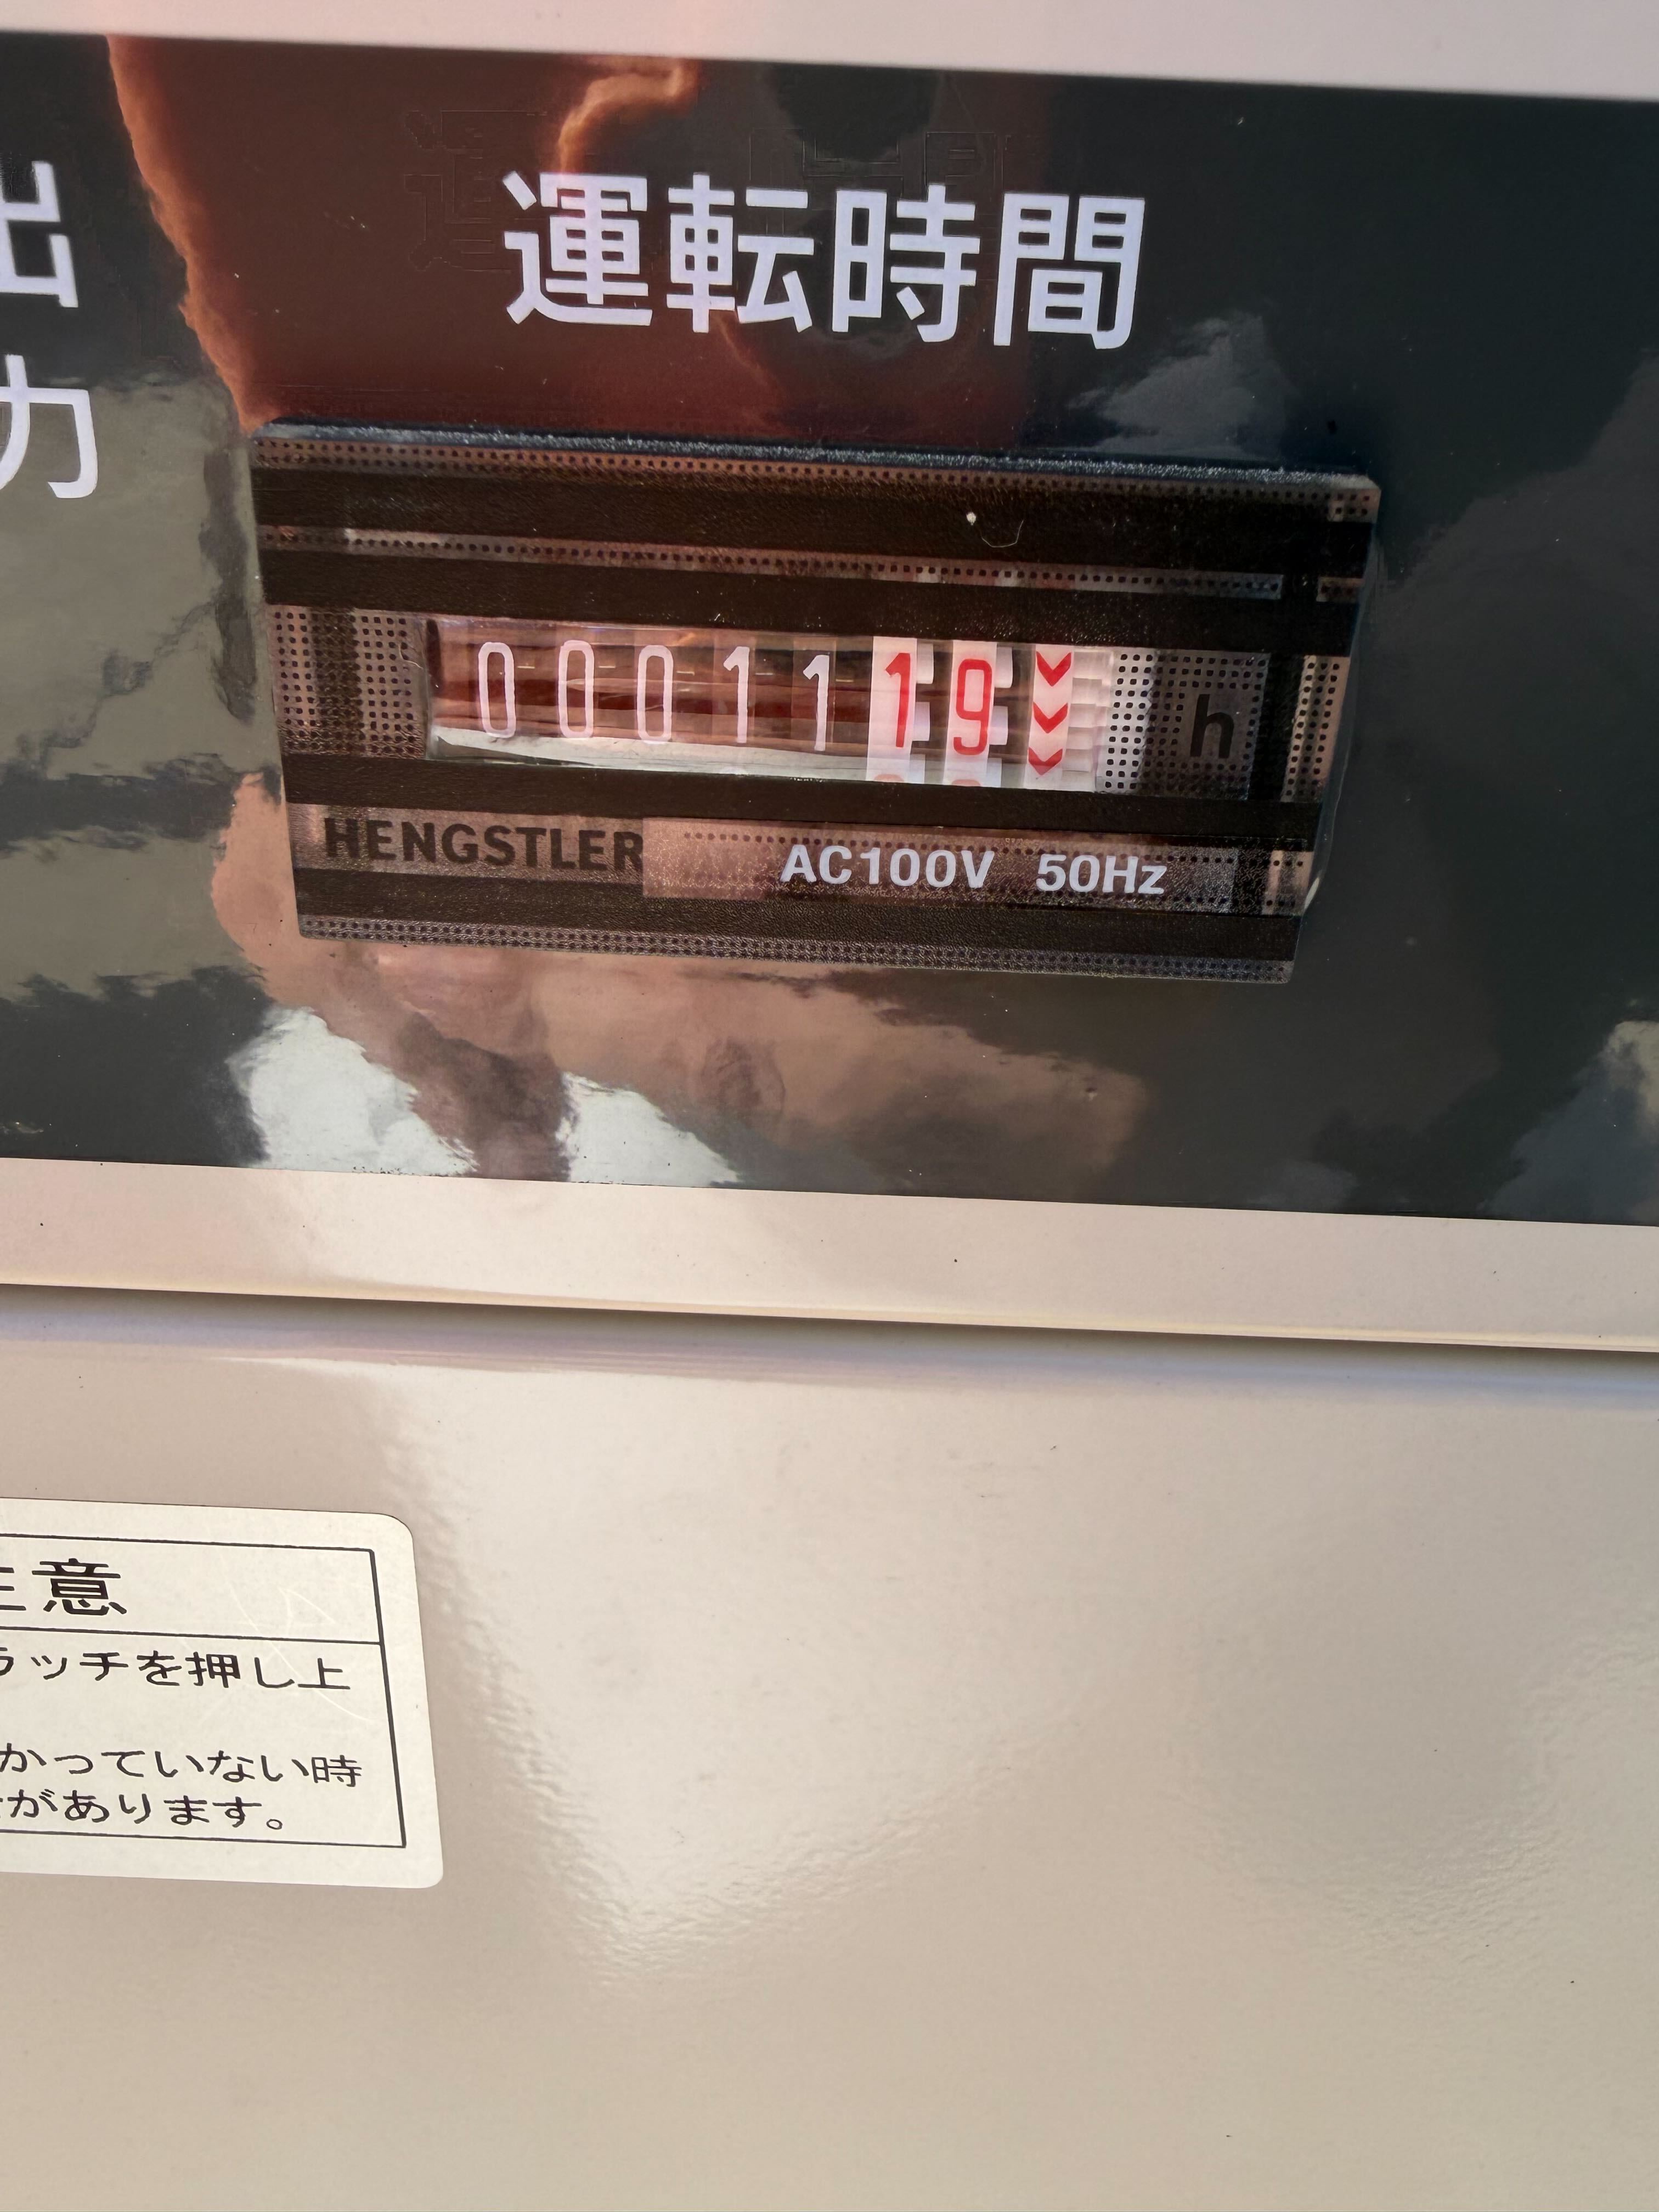 出力
運転時間
0001119 h
HENGSTLER AC100V 50Hz
注意
ラッチを押し上
かっていない時
があります。